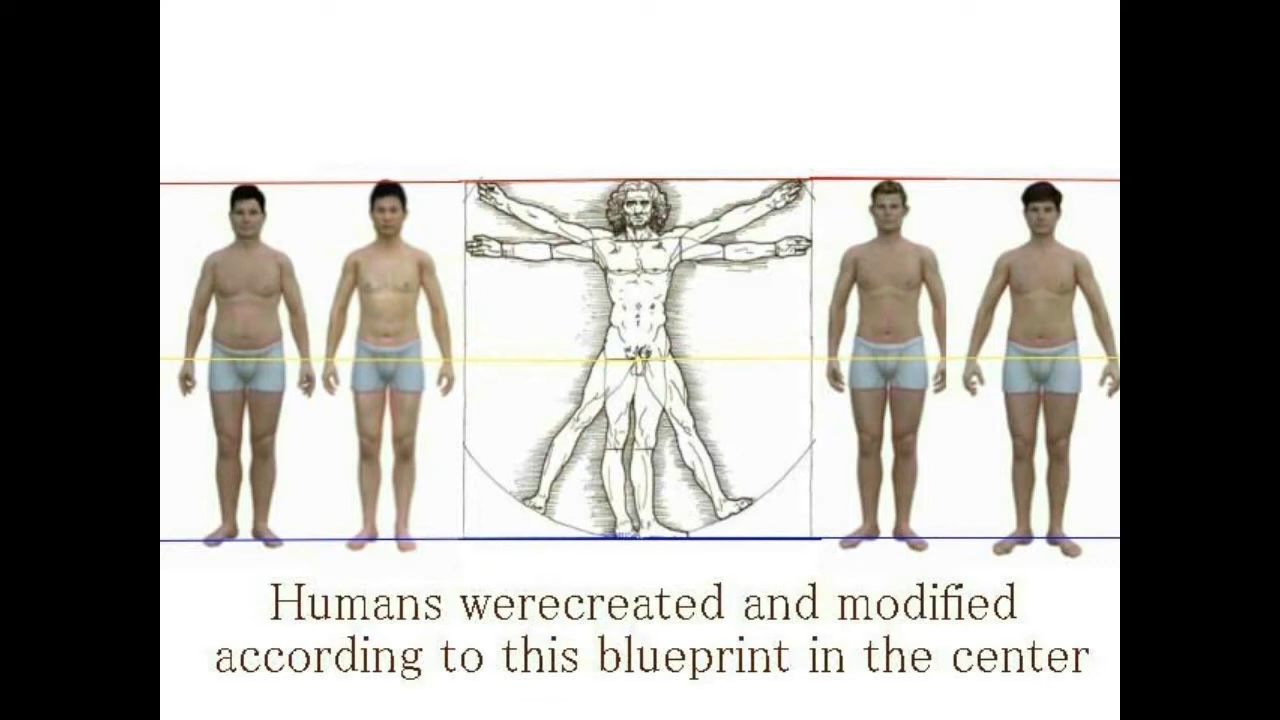 Humans werecreated and modified
according to this blueprint in the center